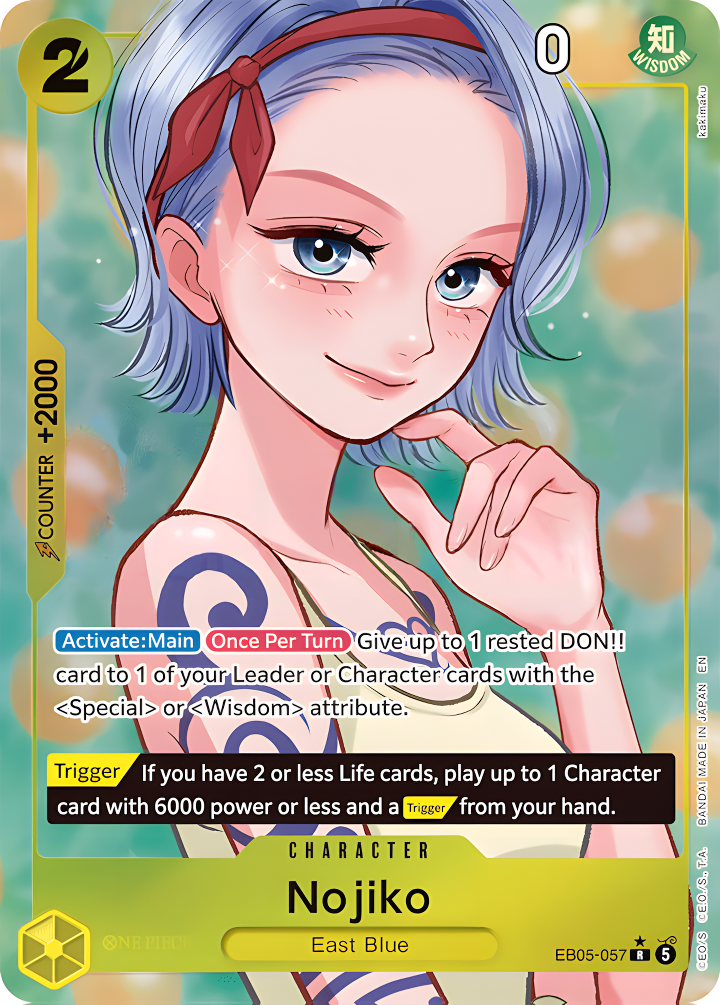 2
0
知
WISDOM
kakimaku
COUNTER +2000
Activate:Main Once Per Turn Give up to 1 rested DON!!
card to 1 of your Leader or Character cards with the
<Special> or <Wisdom> attribute.
Trigger If you have 2 or less Life cards, play up to 1 Character
card with 6000 power or less and a Trigger from your hand.
CHARACTER
Nojiko
ONE PIECE
East Blue
EB05-057 R 5
©EO/S ©E.O./S., T.A. BANDAI MADE IN JAPAN EN